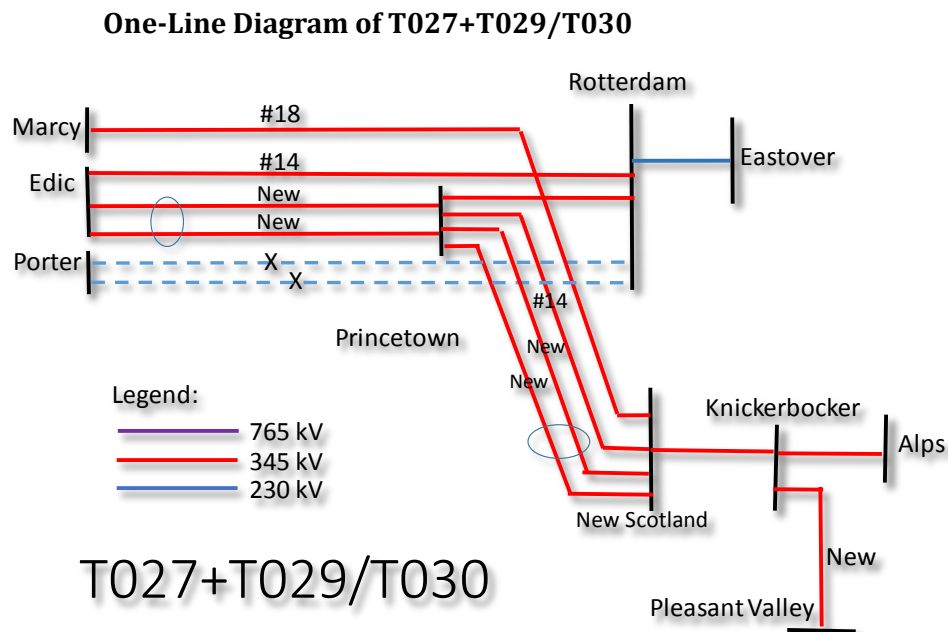 One-Line Diagram of T027+T029/T030
Rotterdam
Marcy
#18
Eastover
#14
Edic
New
New
Porter
X
X
#14
Princetown
New
New
Legend:
765 kV
345 kV
230 kV
Knickerbocker
Alps
New Scotland
New
T027+T029/T030
Pleasant Valley